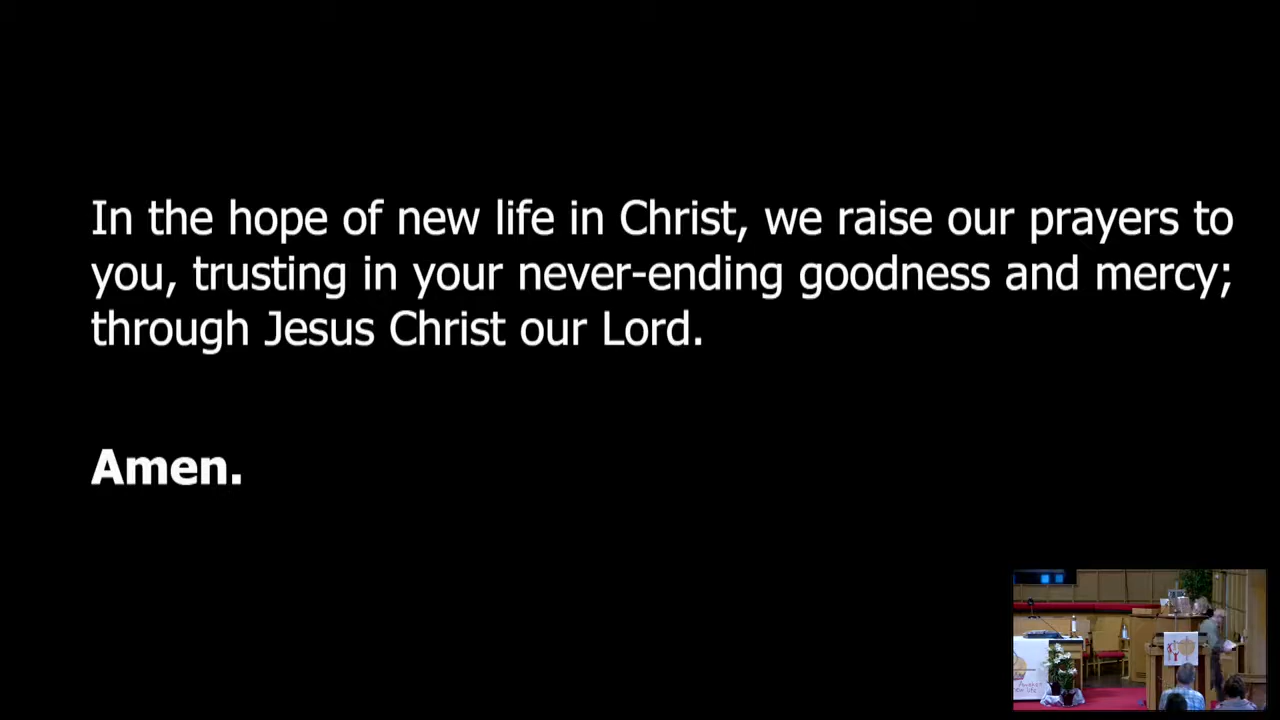 In the hope of new life in Christ, we raise our prayers to
you, trusting in your never-ending goodness and mercy;
through Jesus Christ our Lord.
Amen.